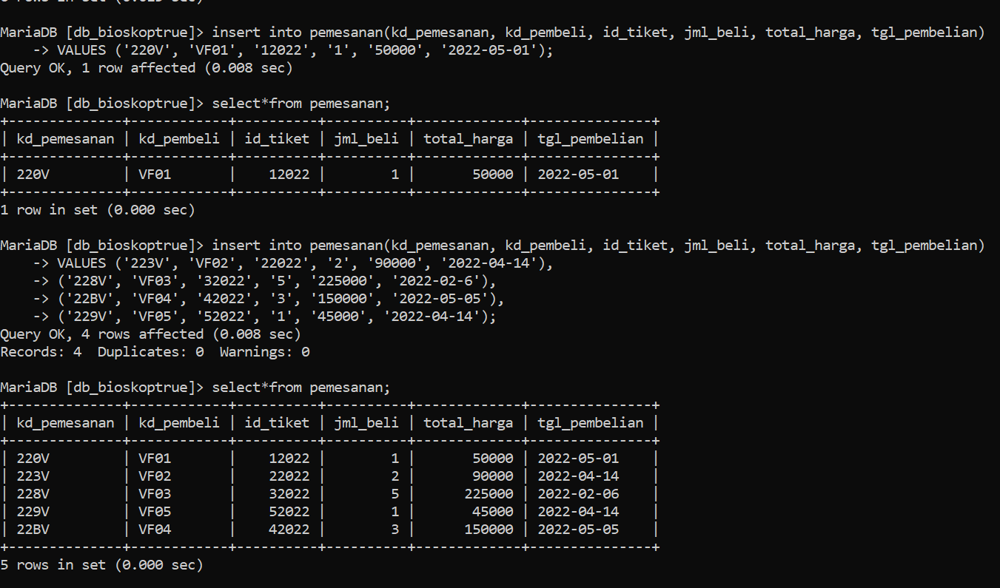 MariaDB [db_bioskoptrue]> insert into pemesanan(kd_pemesanan, kd_pembeli, id_tiket, jml_beli, total_harga, tgl_pembelian)
    -> VALUES ('220V', 'VF01', '12022', '1', '50000', '2022-05-01');
Query OK, 1 row affected (0.008 sec)

MariaDB [db_bioskoptrue]> select*from pemesanan;
+--------------+------------+----------+----------+-------------+---------------+
| kd_pemesanan | kd_pembeli | id_tiket | jml_beli | total_harga | tgl_pembelian |
+--------------+------------+----------+----------+-------------+---------------+
| 220V         | VF01       |    12022 |        1 |       50000 | 2022-05-01    |
+--------------+------------+----------+----------+-------------+---------------+
1 row in set (0.000 sec)

MariaDB [db_bioskoptrue]> insert into pemesanan(kd_pemesanan, kd_pembeli, id_tiket, jml_beli, total_harga, tgl_pembelian)
    -> VALUES ('223V', 'VF02', '22022', '2', '90000', '2022-04-14'),
    -> ('228V', 'VF03', '32022', '5', '225000', '2022-02-6'),
    -> ('22BV', 'VF04', '42022', '3', '150000', '2022-05-05'),
    -> ('229V', 'VF05', '52022', '1', '45000', '2022-04-14');
Query OK, 4 rows affected (0.008 sec)
Records: 4  Duplicates: 0  Warnings: 0

MariaDB [db_bioskoptrue]> select*from pemesanan;
+--------------+------------+----------+----------+-------------+---------------+
| kd_pemesanan | kd_pembeli | id_tiket | jml_beli | total_harga | tgl_pembelian |
+--------------+------------+----------+----------+-------------+---------------+
| 220V         | VF01       |    12022 |        1 |       50000 | 2022-05-01    |
| 223V         | VF02       |    22022 |        2 |       90000 | 2022-04-14    |
| 228V         | VF03       |    32022 |        5 |      225000 | 2022-02-06    |
| 229V         | VF05       |    52022 |        1 |       45000 | 2022-04-14    |
| 22BV         | VF04       |    42022 |        3 |      150000 | 2022-05-05    |
+--------------+------------+----------+----------+-------------+---------------+
5 rows in set (0.000 sec)